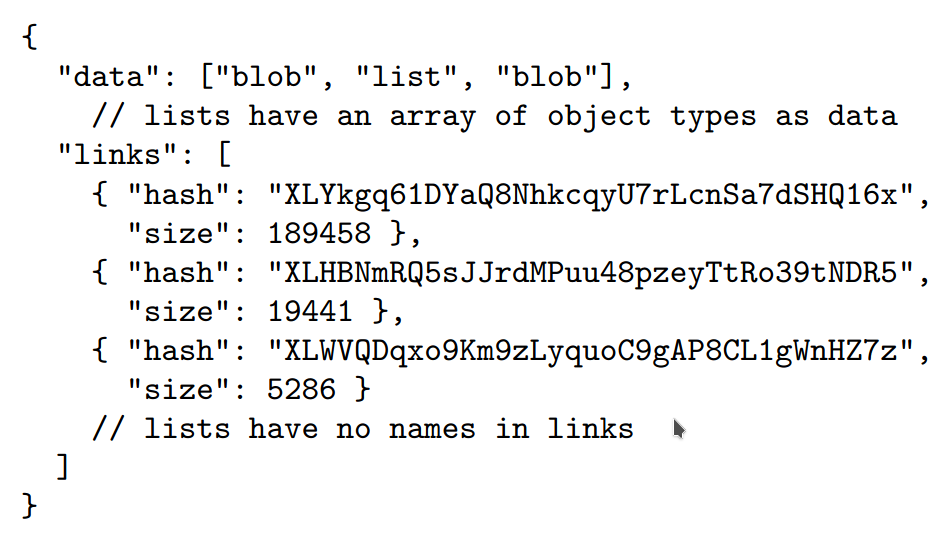 {
"data": ["blob", "list", "blob"],
// lists have an array of object types as data
"links": [
{ "hash": "XLYkgq61DYaQ8NhkcqyU7rLcnSa7dSHQ16x",
"size": 189458 },
{ "hash": "XLHBNmRQ5sJJrdMPuu48pzeyTtRo39tNDR5",
"size": 19441 },
{ "hash": "XLWVQDqxo9Km9zLyquoC9gAP8CL1gWnHZ7z",
"size": 5286 }
// lists have no names in links
]
}